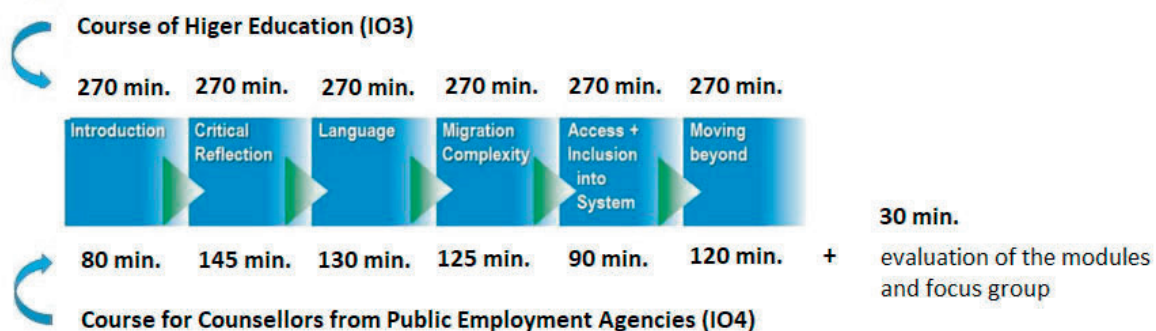 Course of Higer Education (IO3)
270 min. 270 min. 270 min. 270 min. 270 min. 270 min.
Introduction
Critical
Reflection
Language
Migration
Complexity
Access +
Inclusion
into
System
Moving
beyond
80 min. 145 min. 130 min. 125 min. 90 min. 120 min. +
30 min.
evaluation of the modules
and focus group
Course for Counsellors from Public Employment Agencies (IO4)